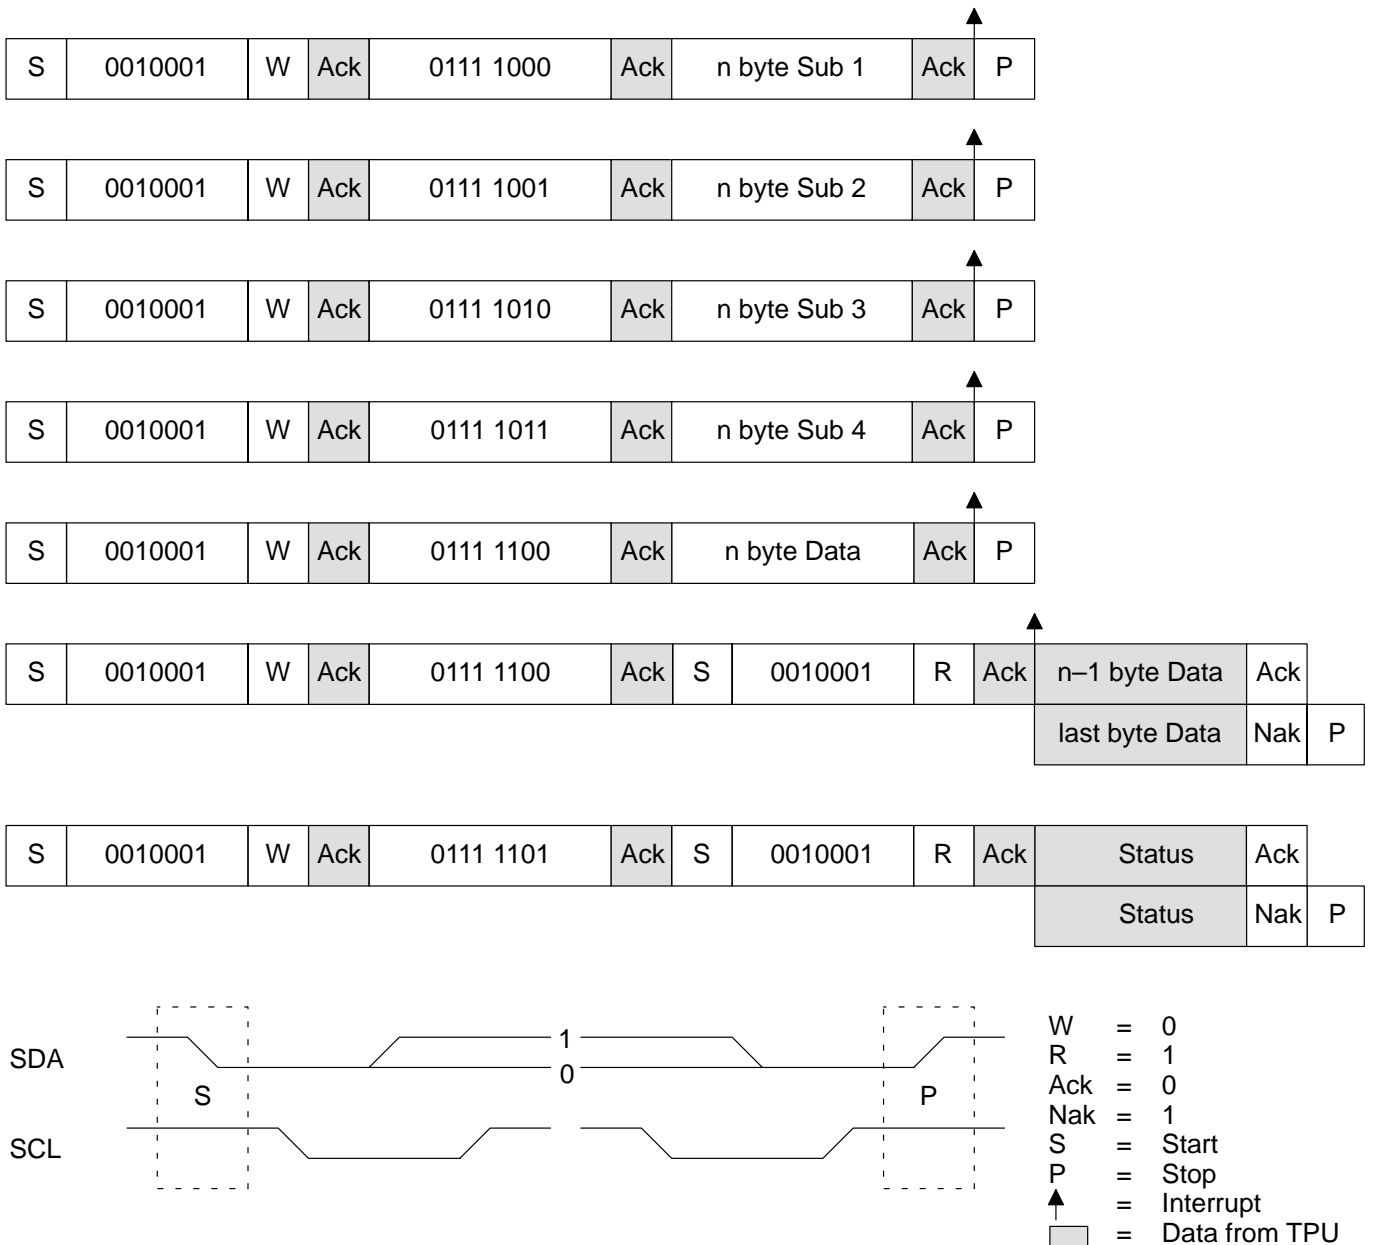 S 0010001 W Ack 0111 1000 Ack n byte Sub 1 Ack P
S 0010001 W Ack 0111 1001 Ack n byte Sub 2 Ack P
S 0010001 W Ack 0111 1010 Ack n byte Sub 3 Ack P
S 0010001 W Ack 0111 1011 Ack n byte Sub 4 Ack P
S 0010001 W Ack 0111 1100 Ack n byte Data Ack P
S 0010001 W Ack 0111 1100 Ack S 0010001 R Ack n–1 byte Data Ack
last byte Data Nak P
S 0010001 W Ack 0111 1101 Ack S 0010001 R Ack Status Ack
Status Nak P
SDA 1
0
S P
SCL
W = 0
R = 1
Ack = 0
Nak = 1
S = Start
P = Stop
= Interrupt
= Data from TPU